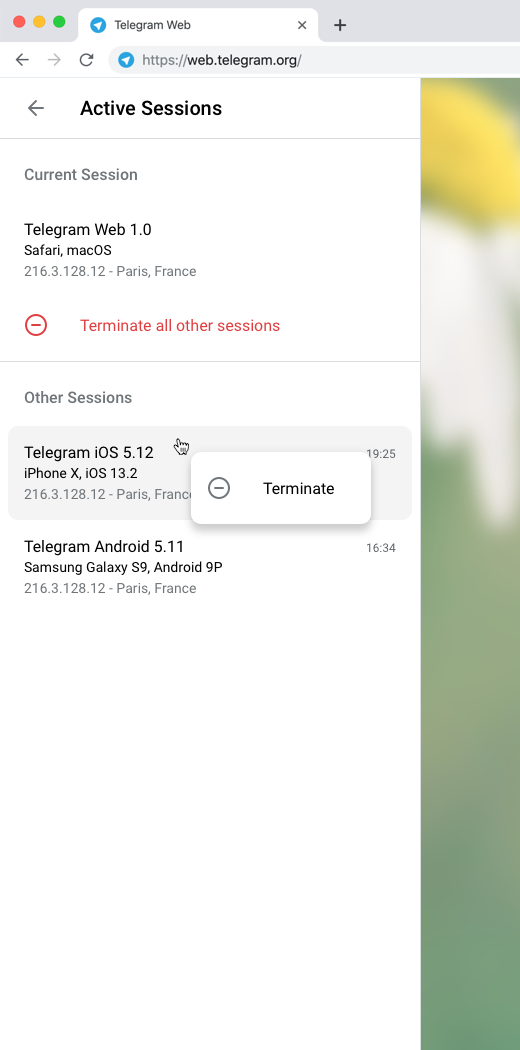 Telegram Web
https://web.telegram.org/
Active Sessions
Current Session
Telegram Web 1.0
Safari, macOS
216.3.128.12 - Paris, France
Terminate all other sessions
Other Sessions
Telegram iOS 5.12
19:25
iPhone X, iOS 13.2
216.3.128.12 - Paris, France
Terminate
Telegram Android 5.11
16:34
Samsung Galaxy S9, Android 9P
216.3.128.12 - Paris, France